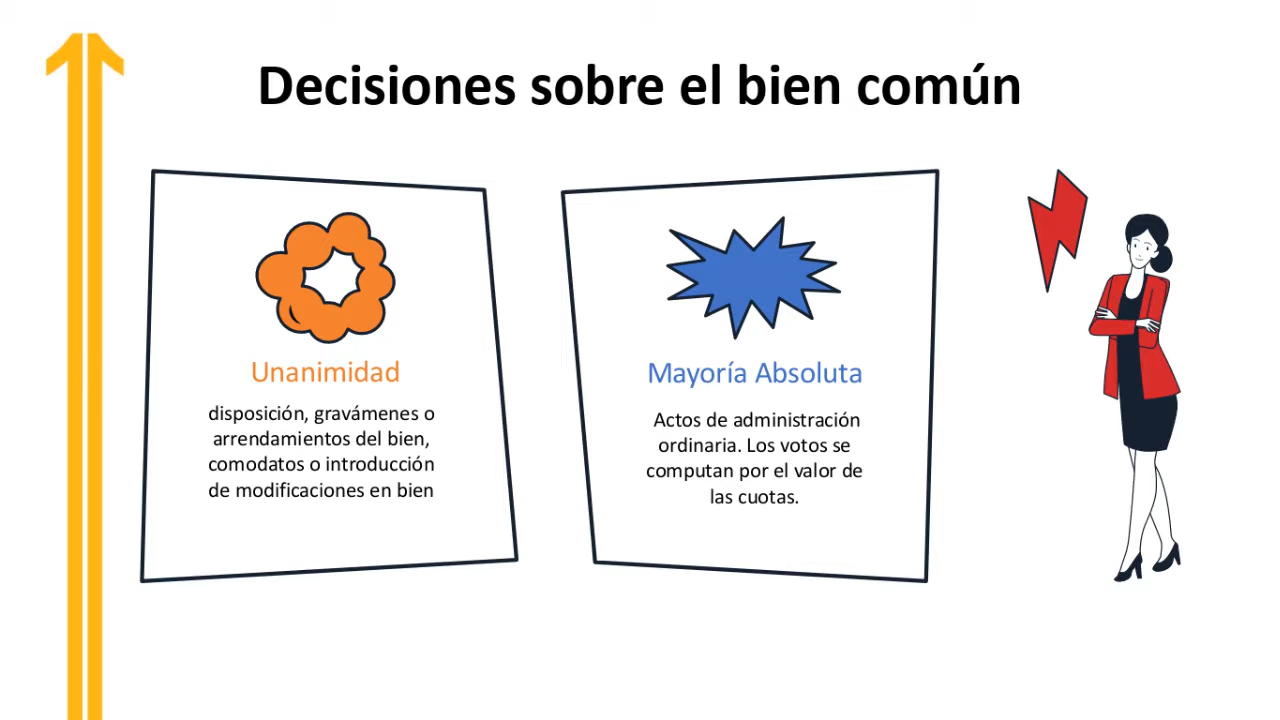 Decisiones sobre el bien común
Unanimidad
disposición, gravámenes o
arrendamientos del bien,
comodatos o introducción
de modificaciones en bien
Mayoría Absoluta
Actos de administración
ordinaria. Los votos se
computan por el valor de
las cuotas.